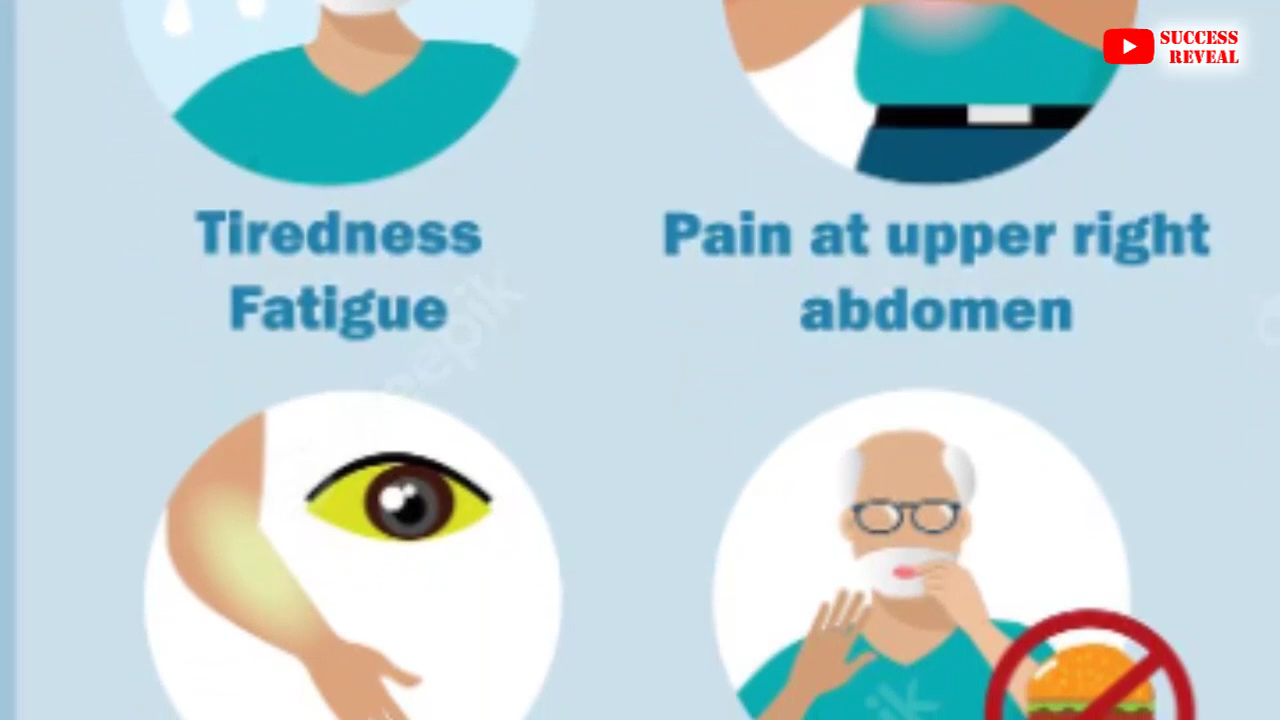 SUCCESS
REVEAL
Tiredness
Fatigue
Pain at upper right
abdomen